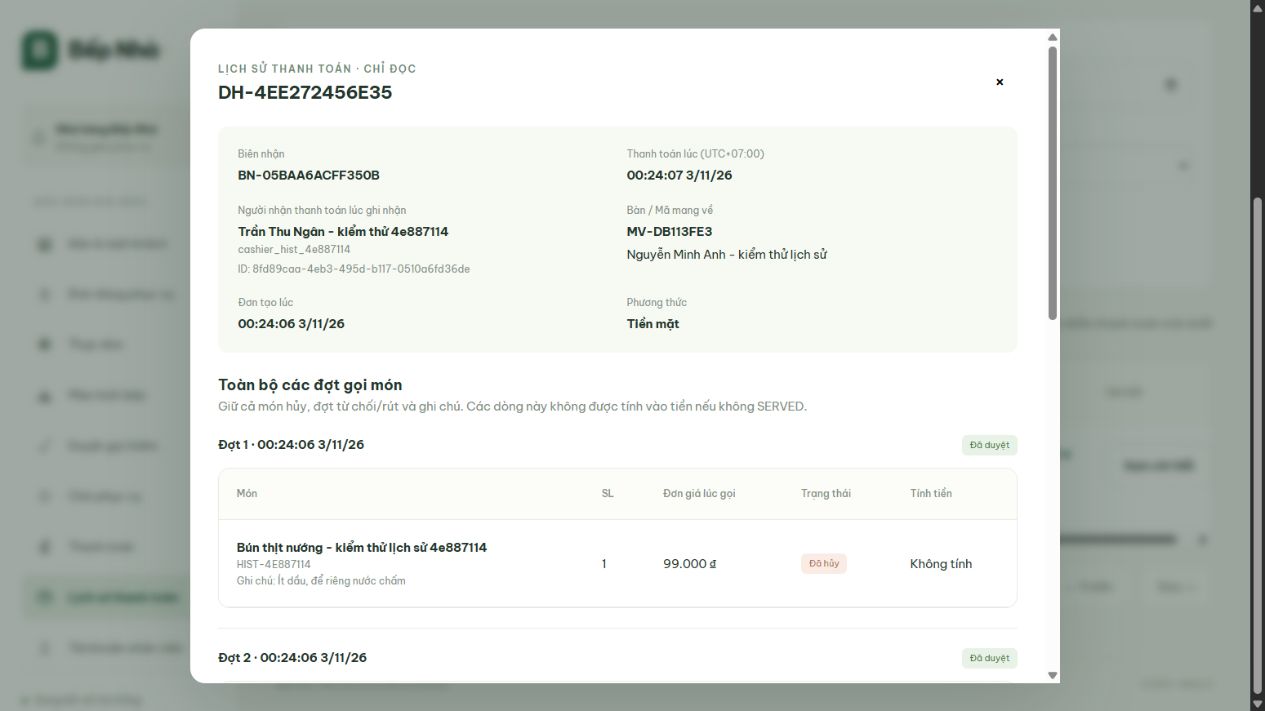 Bếp Nhỏ
LỊCH SỬ THANH TOÁN · CHỈ ĐỌC
DH-4EE272456E35
×
Biên nhận
BN-05BAA6ACFF350B
Thanh toán lúc (UTC+07:00)
00:24:07 3/11/26
Người nhận thanh toán lúc ghi nhận
Trần Thu Ngân - kiểm thử 4e887114
cashier_hist_4e887114
ID: 8fd89caa-4eb3-495d-b117-0510a6fd36de
Bàn / Mã mang về
MV-DB113FE3
Nguyễn Minh Anh - kiểm thử lịch sử
Đơn tạo lúc
00:24:06 3/11/26
Phương thức
Tiền mặt
Toàn bộ các đợt gọi món
Giữ cả món hủy, đợt từ chối/rút và ghi chú. Các dòng này không được tính vào tiền nếu không SERVED.
Đợt 1 · 00:24:06 3/11/26
Đã duyệt
Món SL Đơn giá lúc gọi Trạng thái Tính tiền
Bún thịt nướng - kiểm thử lịch sử 4e887114
HIST-4E887114
Ghi chú: Ít dầu, để riêng nước chấm
1 99.000 ₫ Đã hủy Không tính
Đợt 2 · 00:24:06 3/11/26
Đã duyệt
Lịch sử thanh toán